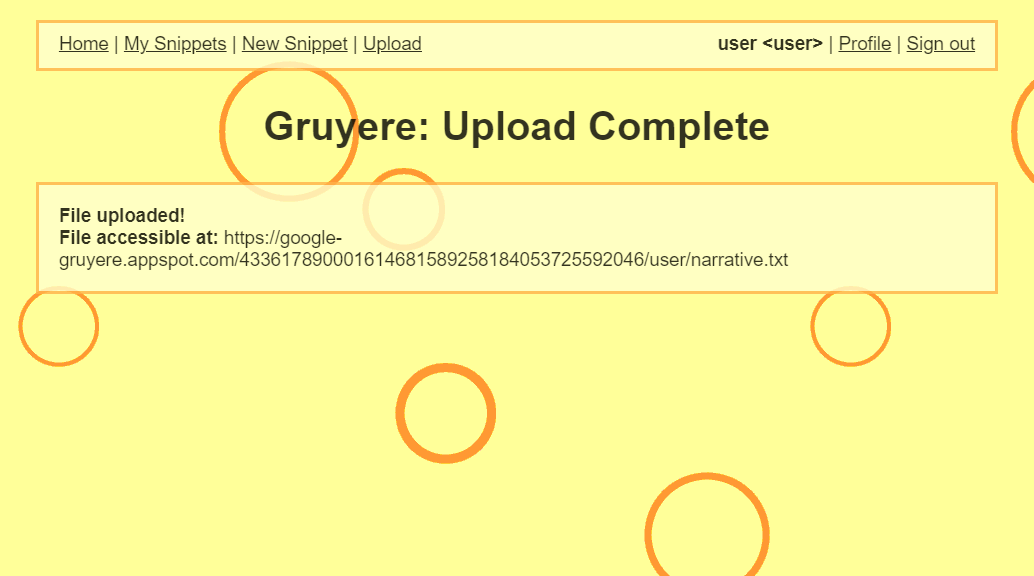 Home | My Snippets | New Snippet | Upload user <user> | Profile | Sign out
Gruyere: Upload Complete
File uploaded!
File accessible at: https://google-
gruyere.appspot.com/433617890001614681589258184053725592046/user/narrative.txt